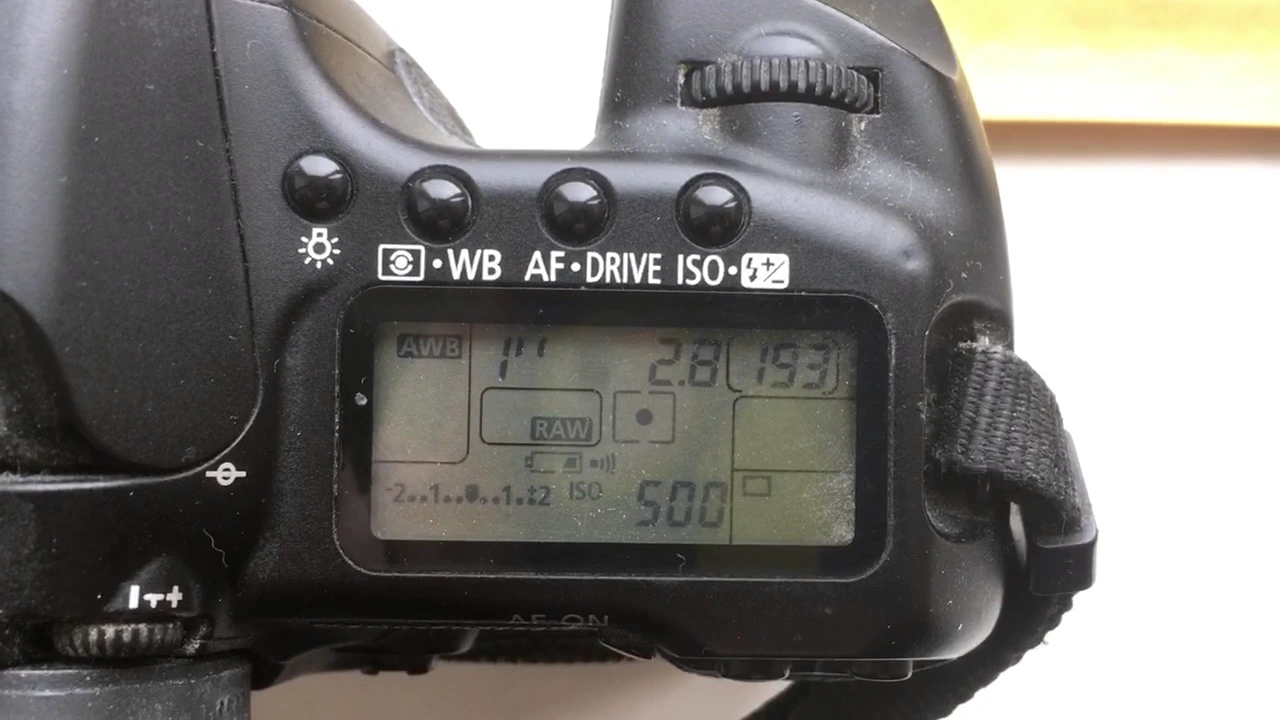 WB AF•DRIVE ISO•
AWB 1" 2.8 [193]
RAW
-2..1..0..1.+2 ISO 500
AF-ON